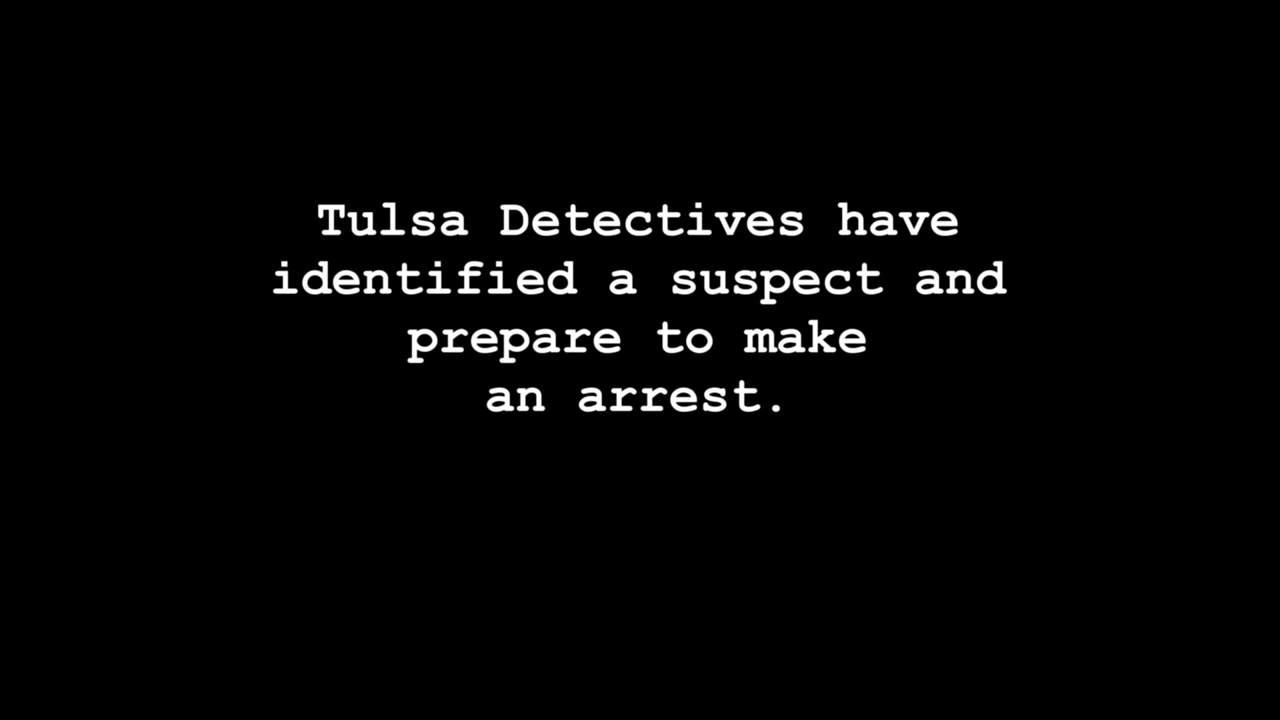 Tulsa Detectives have
identified a suspect and
prepare to make
an arrest.